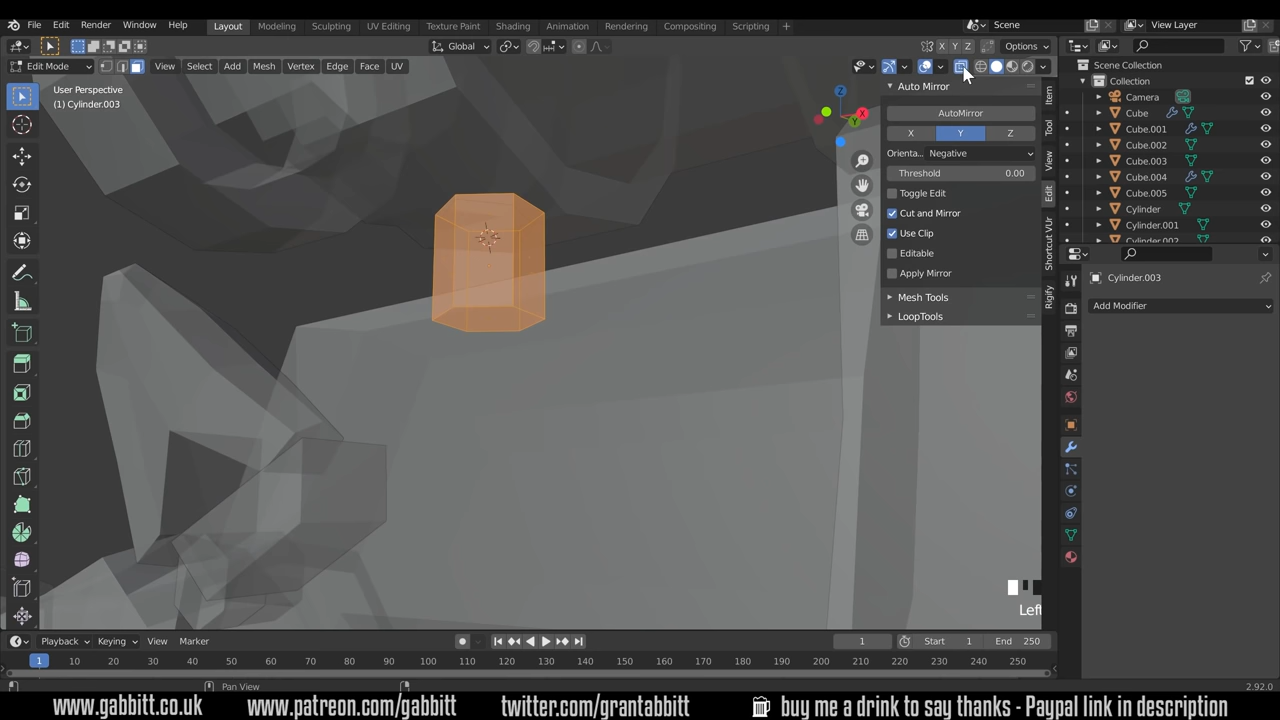 File Edit Render Window Help Layout Modeling Sculpting UV Editing Texture Paint Shading Animation Rendering Compositing Scripting + Scene View Layer
Global X Y Z Options
Edit Mode View Select Add Mesh Vertex Edge Face UV
User Perspective
(1) Cylinder.003
Z
X
Y
Auto Mirror
AutoMirror
X Y Z
Orienta... Negative
Threshold 0.00
Toggle Edit
Cut and Mirror
Use Clip
Editable
Apply Mirror
Mesh Tools
LoopTools
Item
Tool
View
Edit
Shortcut VUr
Rigify
Scene Collection
Collection
Camera
Cube
Cube.001
Cube.002
Cube.003
Cube.004
Cube.005
Cylinder
Cylinder.001
Cylinder.002
Cylinder.003
Add Modifier
Left
Playback Keying View Marker 1 Start 1 End 250
1 10 20 30 40 50 60 70 80 90 100 110 120 130 140 150 160 170 180 190 200 210 220 230 240 250
Pan View 2.92.0
www.gabbitt.co.uk www.patreon.com/gabbitt twitter.com/grantabbitt buy me a drink to say thanks - Paypal link in description